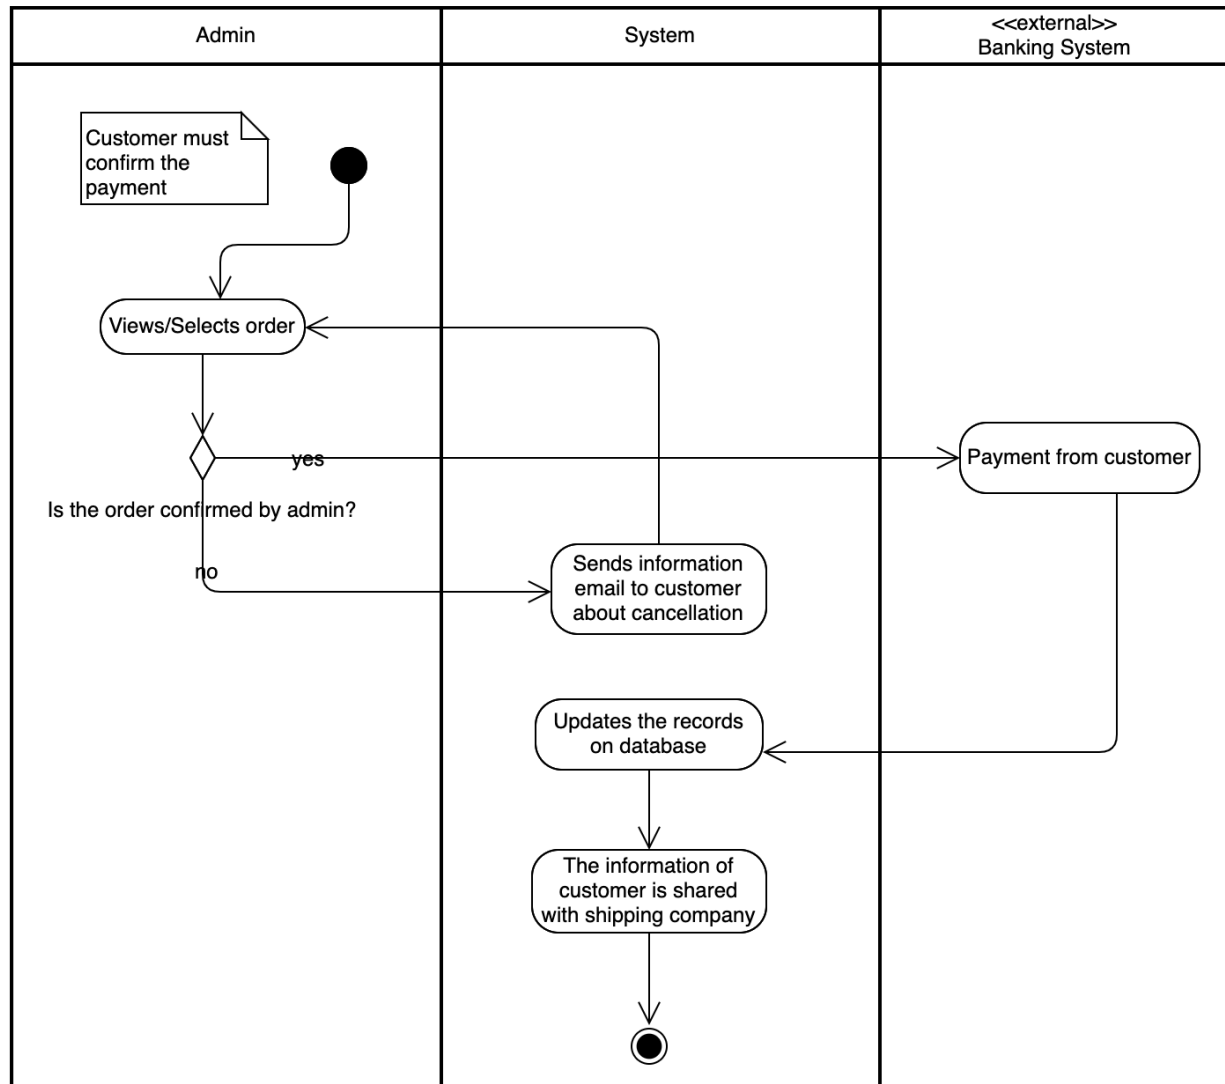 Admin
System
<<external>>
Banking System
Customer must
confirm the
payment
Views/Selects order
yes
Payment from customer
Is the order confirmed by admin?
no
Sends information
email to customer
about cancellation
Updates the records
on database
The information of
customer is shared
with shipping company